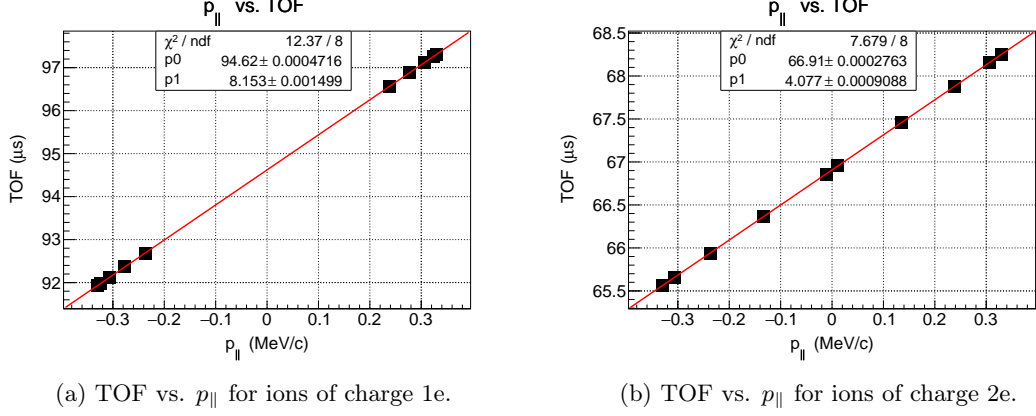 p∥ vs. TOF
χ² / ndf 12.37 / 8
p0 94.62± 0.0004716
p1 8.153± 0.001499
TOF (μs)
97
96
95
94
93
92
−0.3 −0.2 −0.1 0 0.1 0.2 0.3
p∥ (MeV/c)
(a) TOF vs. p∥ for ions of charge 1e.
p∥ vs. TOF
χ² / ndf 7.679 / 8
p0 66.91± 0.0002763
p1 4.077± 0.0009088
TOF (μs)
68.5
68
67.5
67
66.5
66
65.5
−0.3 −0.2 −0.1 0 0.1 0.2 0.3
p∥ (MeV/c)
(b) TOF vs. p∥ for ions of charge 2e.